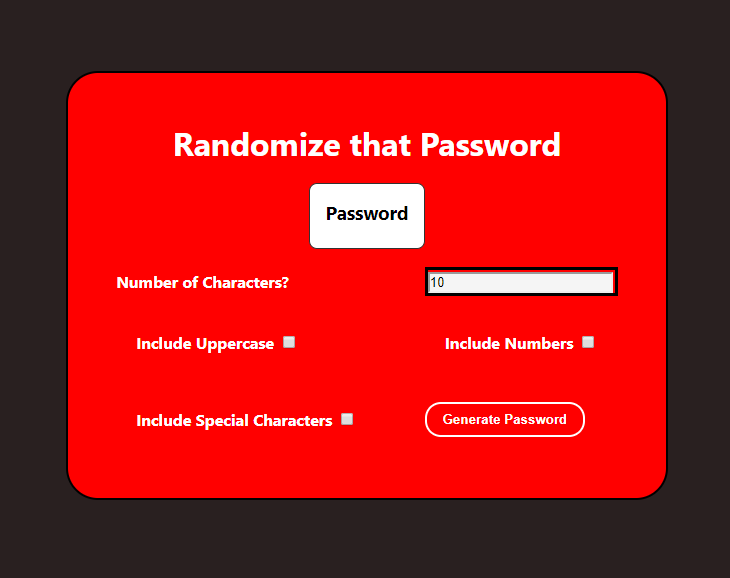 Randomize that Password
Password
Number of Characters? 10
Include Uppercase Include Numbers
Include Special Characters Generate Password